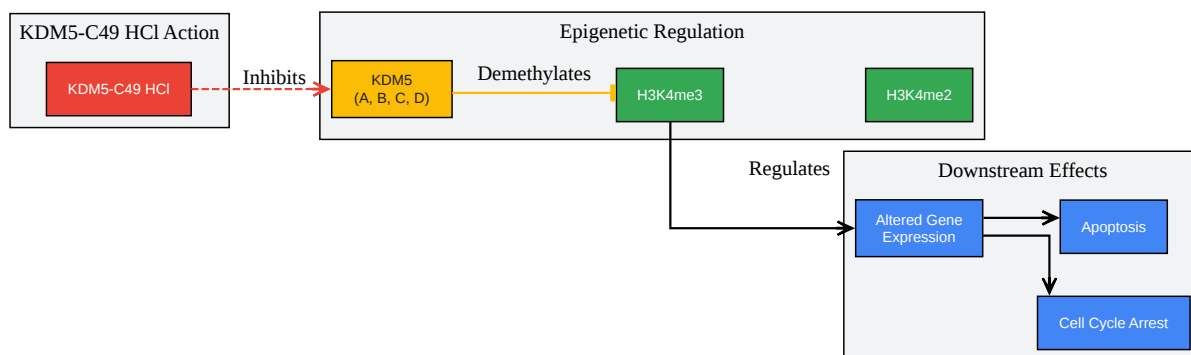 KDM5-C49 HCl Action
KDM5-C49 HCl
Inhibits
Epigenetic Regulation
KDM5
(A, B, C, D)
Demethylates
H3K4me3
H3K4me2
Regulates
Downstream Effects
Altered Gene
Expression
Apoptosis
Cell Cycle Arrest